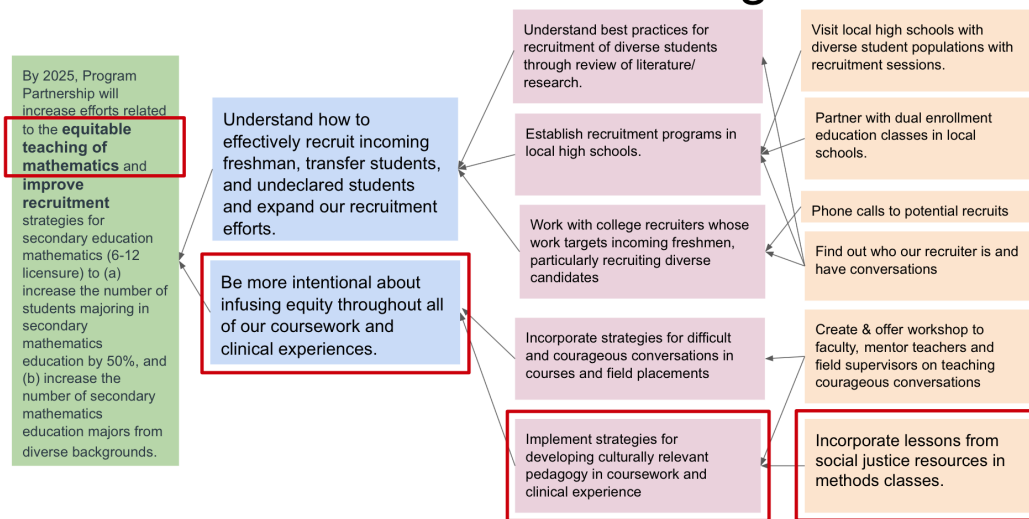 By 2025, Program
Partnership will
increase efforts related
to the equitable
teaching of
mathematics and
improve
recruitment
strategies for
secondary education
mathematics (6-12
licensure) to (a)
increase the number of
students majoring in
secondary
mathematics
education by 50%, and
(b) increase the
number of secondary
mathematics
education majors from
diverse backgrounds.
Understand how to
effectively recruit incoming
freshman, transfer students,
and undeclared students
and expand our recruitment
efforts.
Be more intentional about
infusing equity throughout all
of our coursework and
clinical experiences.
Understand best practices for
recruitment of diverse students
through review of literature/
research.
Establish recruitment programs in
local high schools.
Work with college recruiters whose
work targets incoming freshmen,
particularly recruiting diverse
candidates
Incorporate strategies for difficult
and courageous conversations in
courses and field placements
Implement strategies for
developing culturally relevant
pedagogy in coursework and
clinical experience
Visit local high schools with
diverse student populations with
recruitment sessions.
Partner with dual enrollment
education classes in local
schools.
Phone calls to potential recruits
Find out who our recruiter is and
have conversations
Create & offer workshop to
faculty, mentor teachers and
field supervisors on teaching
courageous conversations
Incorporate lessons from
social justice resources in
methods classes.